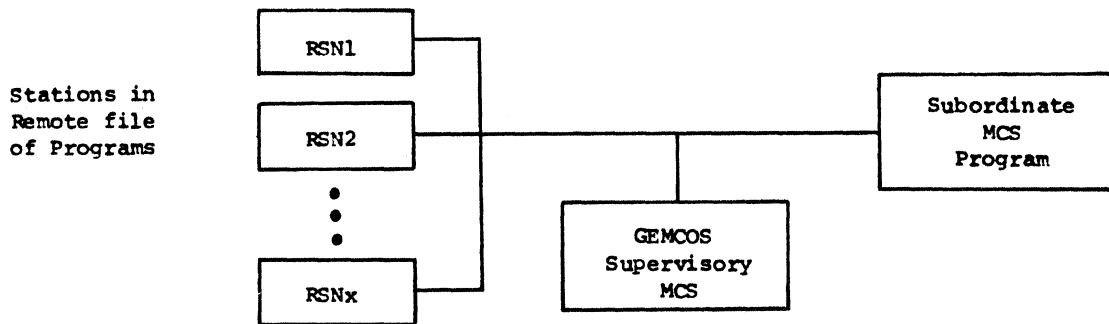 RSN1
Stations in
Remote file
of Programs
RSN2
RSNx
Subordinate
MCS
Program
GEMCOS
Supervisory
MCS